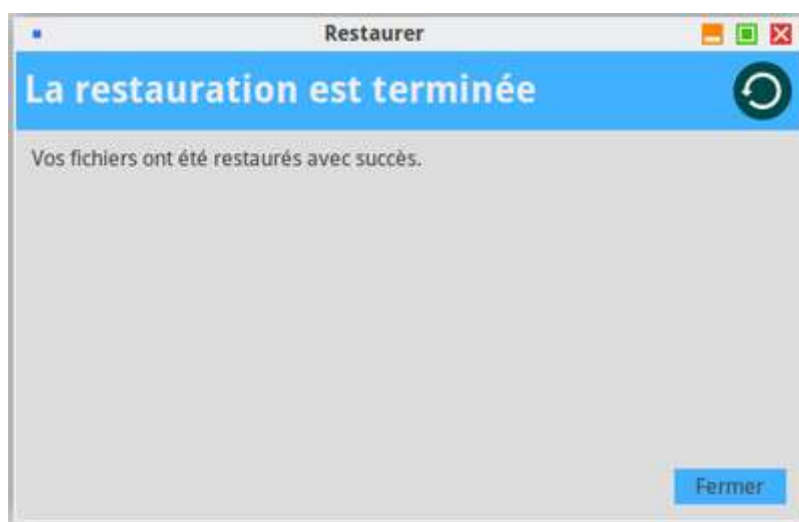 Restaurer
La restauration est terminée
Vos fichiers ont été restaurés avec succès.
Fermer